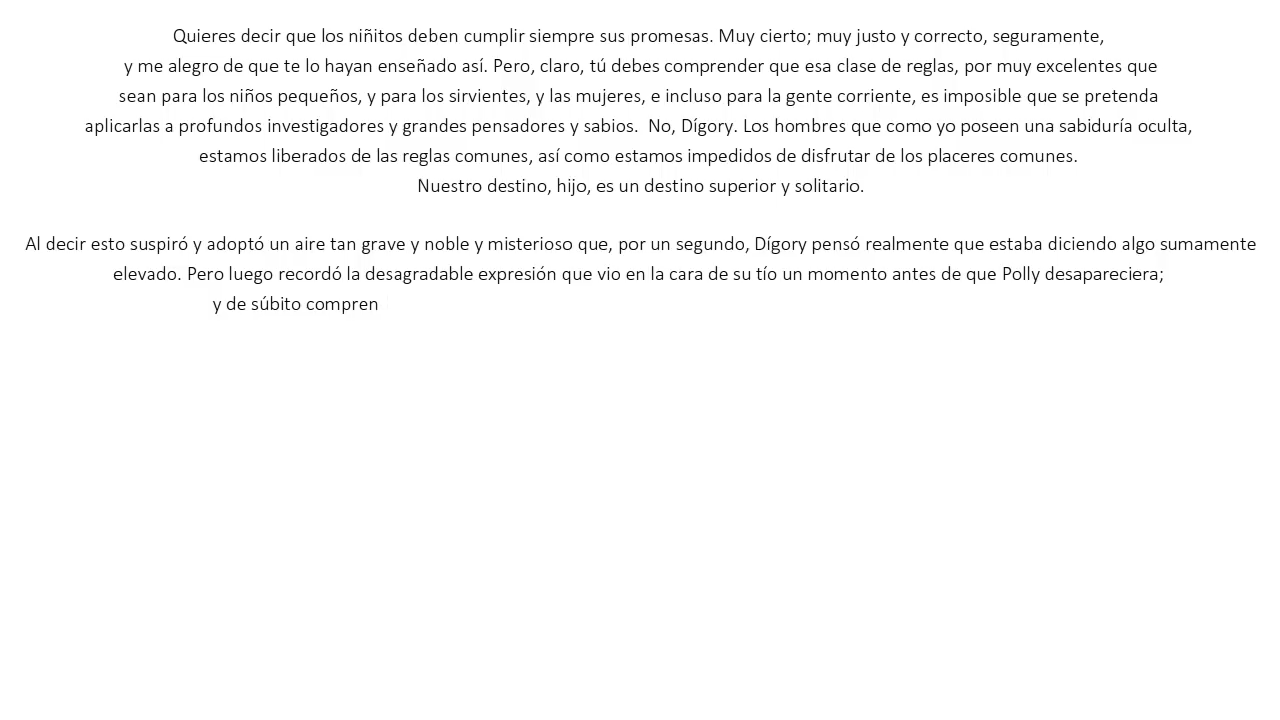 Quieres decir que los niñitos deben cumplir siempre sus promesas. Muy cierto; muy justo y correcto, seguramente,
y me alegro de que te lo hayan enseñado así. Pero, claro, tú debes comprender que esa clase de reglas, por muy excelentes que
sean para los niños pequeños, y para los sirvientes, y las mujeres, e incluso para la gente corriente, es imposible que se pretenda
aplicarlas a profundos investigadores y grandes pensadores y sabios.  No, Dígory. Los hombres que como yo poseen una sabiduría oculta,
estamos liberados de las reglas comunes, así como estamos impedidos de disfrutar de los placeres comunes.
Nuestro destino, hijo, es un destino superior y solitario.
Al decir esto suspiró y adoptó un aire tan grave y noble y misterioso que, por un segundo, Dígory pensó realmente que estaba diciendo algo sumamente
elevado. Pero luego recordó la desagradable expresión que vio en la cara de su tío un momento antes de que Polly desapareciera;
y de súbito compren